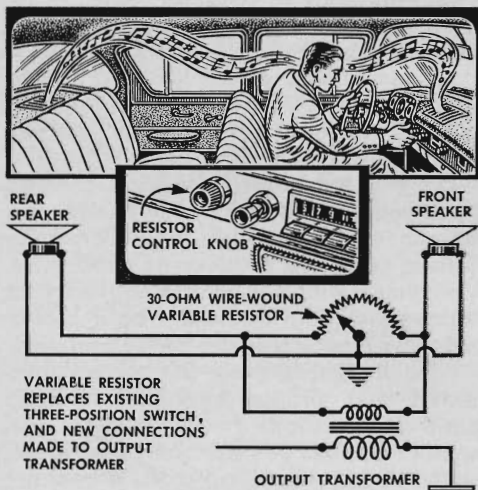 REAR
SPEAKER
FRONT
SPEAKER
RESISTOR
CONTROL KNOB
30-OHM WIRE-WOUND
VARIABLE RESISTOR
VARIABLE RESISTOR
REPLACES EXISTING
THREE-POSITION SWITCH,
AND NEW CONNECTIONS
MADE TO OUTPUT
TRANSFORMER
OUTPUT TRANSFORMER